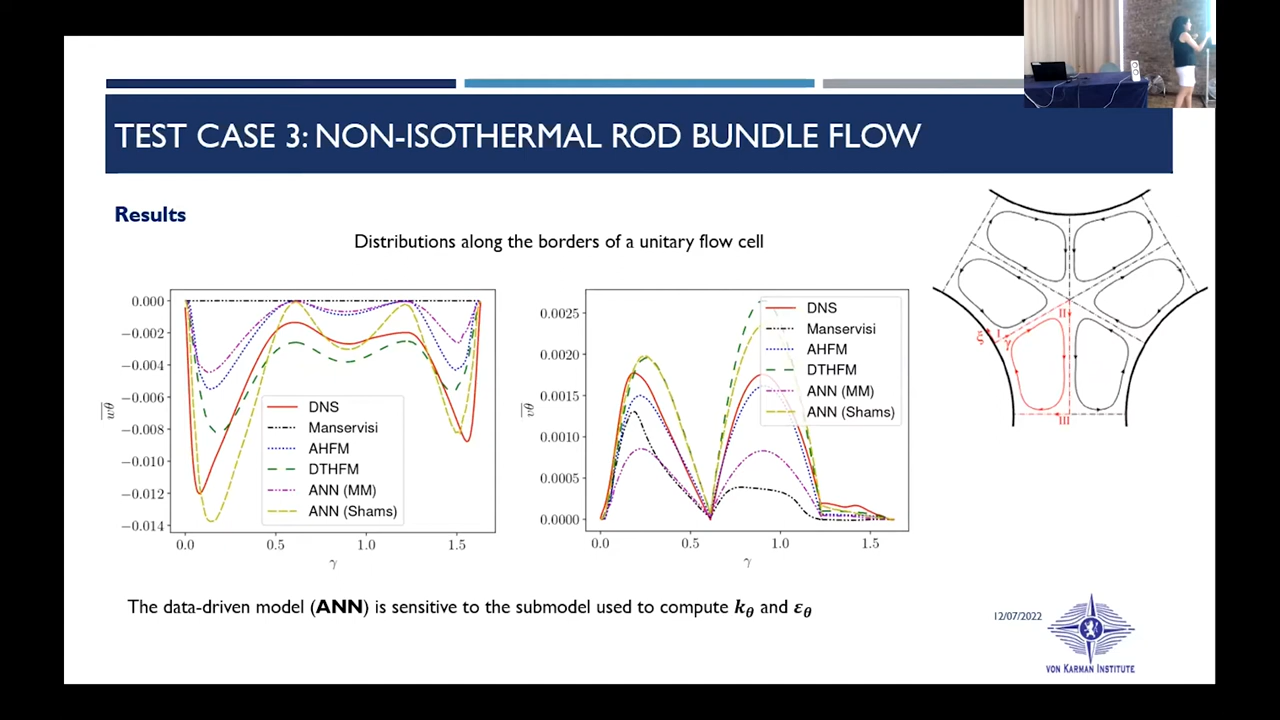 TEST CASE 3: NON-ISOTHERMAL ROD BUNDLE FLOW
Results
Distributions along the borders of a unitary flow cell
0.000
−0.002
−0.004
−0.006
−0.008
−0.010
−0.012
−0.014
wθ
0.0
0.5
1.0
1.5
γ
DNS
Manservisi
AHFM
DTHFM
ANN (MM)
ANN (Shams)
0.0025
0.0020
0.0015
0.0010
0.0005
0.0000
vθ
0.0
0.5
1.0
1.5
γ
DNS
Manservisi
AHFM
DTHFM
ANN (MM)
ANN (Shams)
ξ
I
γ
II
III
The data-driven model (ANN) is sensitive to the submodel used to compute kθ and εθ
12/07/2022
VON KARMAN INSTITUTE